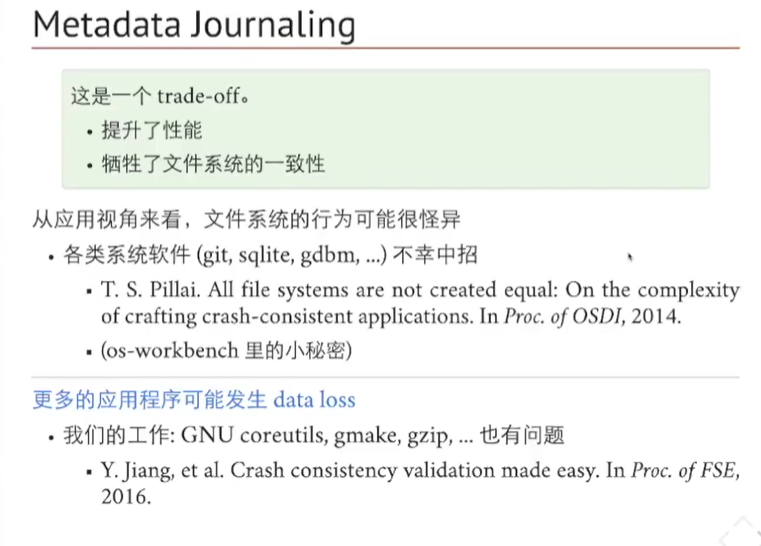 Metadata Journaling
这是一个 trade-off。
• 提升了性能
• 牺牲了文件系统的一致性
从应用视角来看，文件系统的行为可能很怪异
• 各类系统软件 (git, sqlite, gdbm, ...) 不幸中招
▪ T. S. Pillai. All file systems are not created equal: On the complexity
of crafting crash-consistent applications. In Proc. of OSDI, 2014.
▪ (os-workbench 里的小秘密)
更多的应用程序可能发生 data loss
• 我们的工作: GNU coreutils, gmake, gzip, ... 也有问题
▪ Y. Jiang, et al. Crash consistency validation made easy. In Proc. of FSE,
2016.